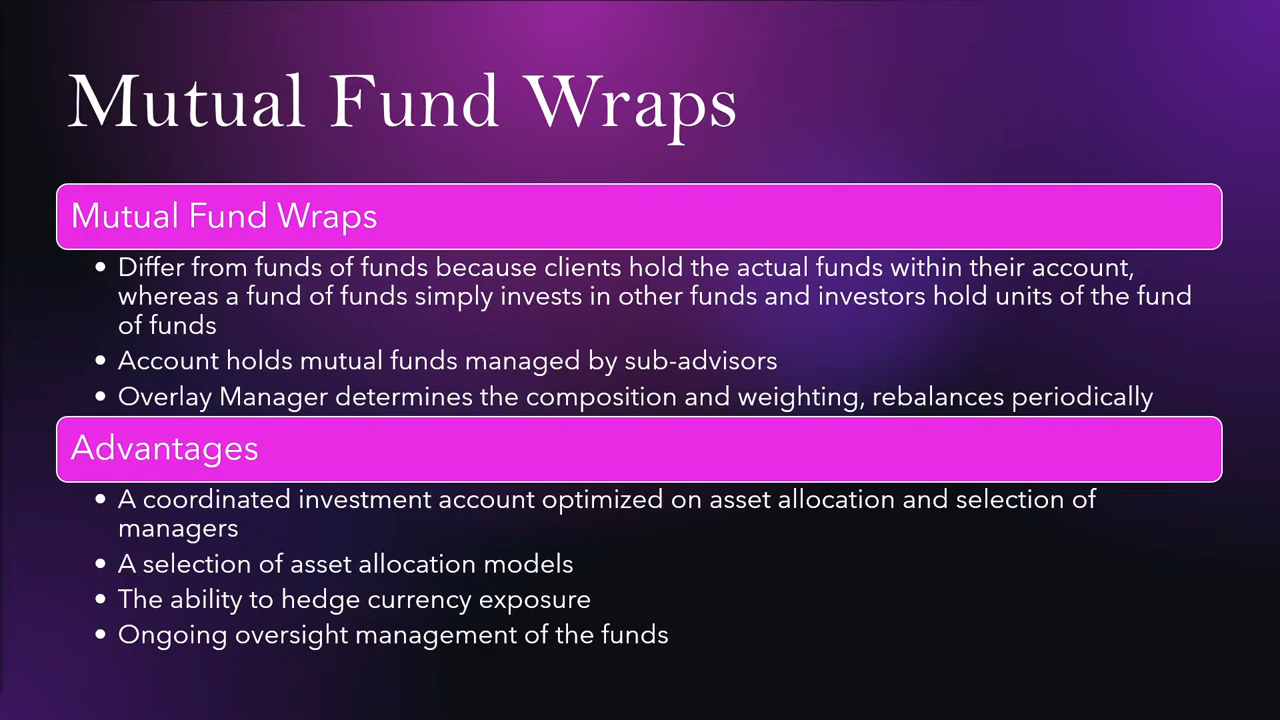 Mutual Fund Wraps
Mutual Fund Wraps
• Differ from funds of funds because clients hold the actual funds within their account,
whereas a fund of funds simply invests in other funds and investors hold units of the fund
of funds
• Account holds mutual funds managed by sub-advisors
• Overlay Manager determines the composition and weighting, rebalances periodically
Advantages
• A coordinated investment account optimized on asset allocation and selection of
managers
• A selection of asset allocation models
• The ability to hedge currency exposure
• Ongoing oversight management of the funds